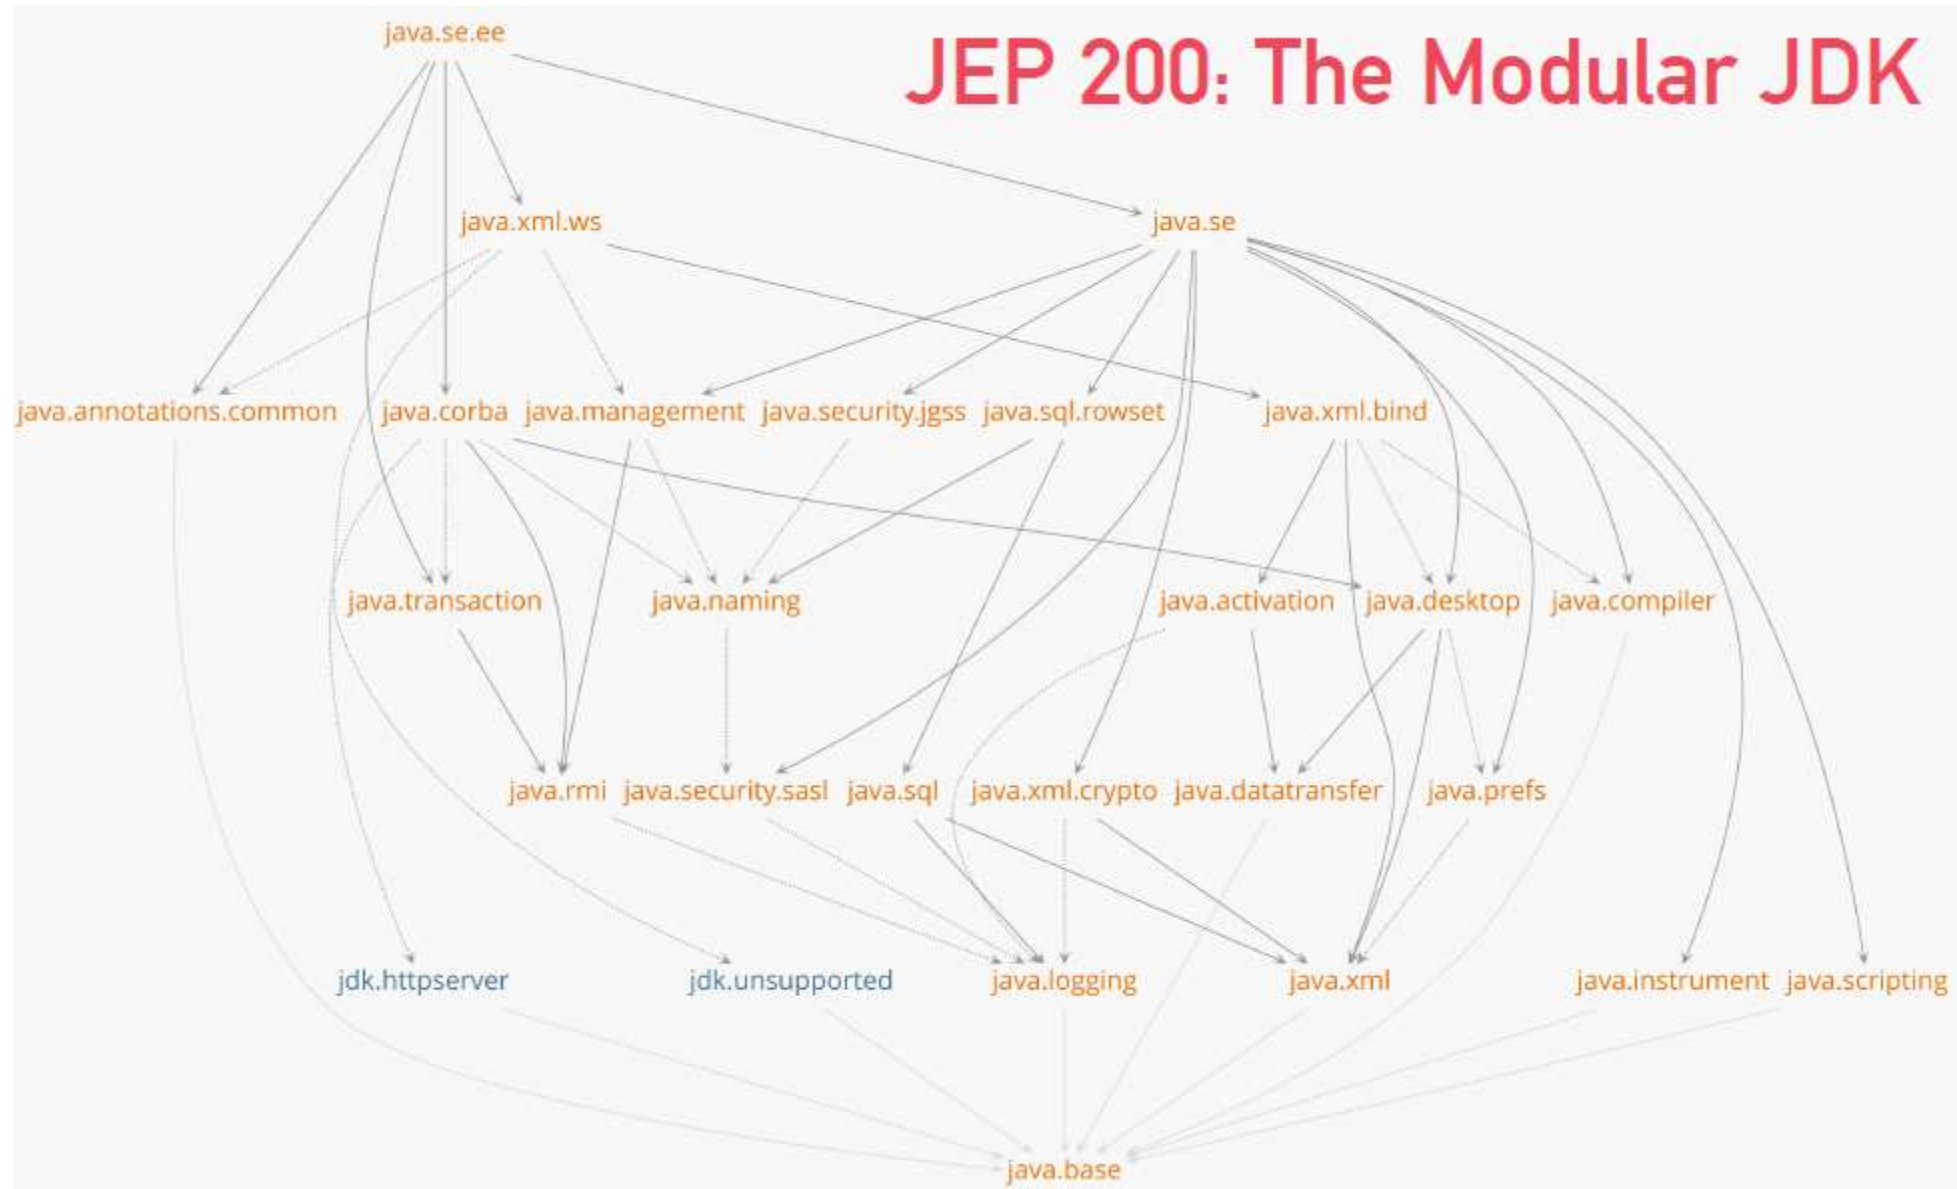 java.se.ee
JEP 200: The Modular JDK
java.xml.ws
java.se
java.annotations.common
java.corba
java.management
java.security.jgss
java.sql.rowset
java.xml.bind
java.transaction
java.naming
java.activation
java.desktop
java.compiler
java.rmi
java.security.sasl
java.sql
java.xml.crypto
java.datatransfer
java.prefs
jdk.httpserver
jdk.unsupported
java.logging
java.xml
java.instrument
java.scripting
java.base